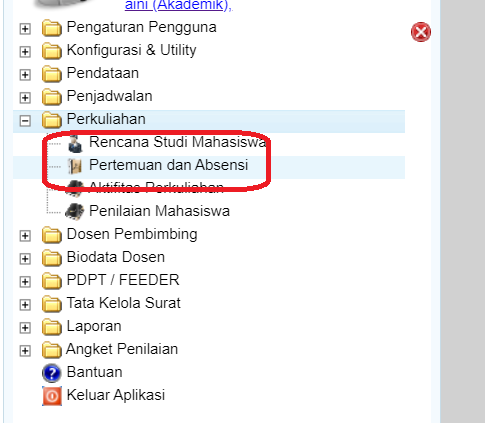 aini (Akademik),
Pengaturan Pengguna
Konfigurasi & Utility
Pendataan
Penjadwalan
Perkuliahan
Rencana Studi Mahasiswa
Pertemuan dan Absensi
Aktifitas Perkuliahan
Penilaian Mahasiswa
Dosen Pembimbing
Biodata Dosen
PDPT / FEEDER
Tata Kelola Surat
Laporan
Angket Penilaian
Bantuan
Keluar Aplikasi